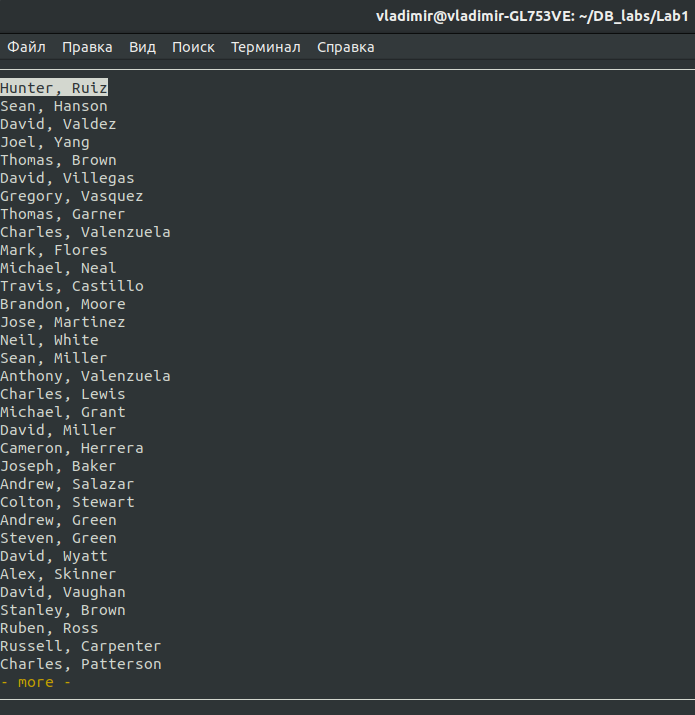 vladimir@vladimir-GL753VE: ~/DB_labs/Lab1
Файл Правка Вид Поиск Терминал Справка
Hunter, Ruiz
Sean, Hanson
David, Valdez
Joel, Yang
Thomas, Brown
David, Villegas
Gregory, Vasquez
Thomas, Garner
Charles, Valenzuela
Mark, Flores
Michael, Neal
Travis, Castillo
Brandon, Moore
Jose, Martinez
Neil, White
Sean, Miller
Anthony, Valenzuela
Charles, Lewis
Michael, Grant
David, Miller
Cameron, Herrera
Joseph, Baker
Andrew, Salazar
Colton, Stewart
Andrew, Green
Steven, Green
David, Wyatt
Alex, Skinner
David, Vaughan
Stanley, Brown
Ruben, Ross
Russell, Carpenter
Charles, Patterson
- more -